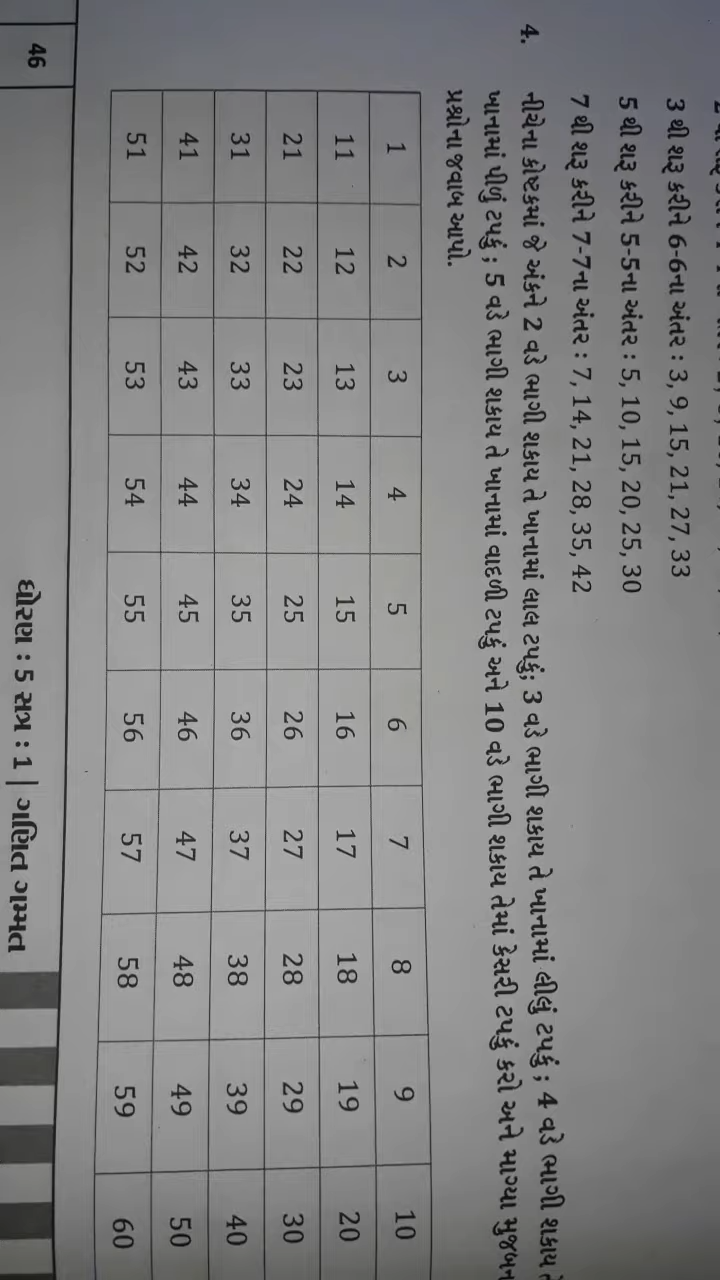 3 થી શરૂ કરીને 6-6ના અંતર : 3, 9, 15, 21, 27, 33
5 થી શરૂ કરીને 5-5ના અંતર : 5, 10, 15, 20, 25, 30
7 થી શરૂ કરીને 7-7ના અંતર : 7, 14, 21, 28, 35, 42
4. નીચેના કોષ્ટકમાં જે અંકને 2 વડે ભાગી શકાય તે ખાનામાં લાલ ટપકું; 3 વડે ભાગી શકાય તે ખાનામાં લીલું ટપકું ; 4 વડે ભાગી શકાય તે
ખાનામાં પીળું ટપકું ; 5 વડે ભાગી શકાય તે ખાનામાં વાદળી ટપકું અને 10 વડે ભાગી શકાય તેમાં કેસરી ટપકું કરો અને માગ્યા મુજબના
પ્રશ્નોના જવાબ આપો.
1 2 3 4 5 6 7 8 9 10
11 12 13 14 15 16 17 18 19 20
21 22 23 24 25 26 27 28 29 30
31 32 33 34 35 36 37 38 39 40
41 42 43 44 45 46 47 48 49 50
51 52 53 54 55 56 57 58 59 60
46 ધોરણ : 5 સત્ર : 1 | ગણિત ગમ્મત